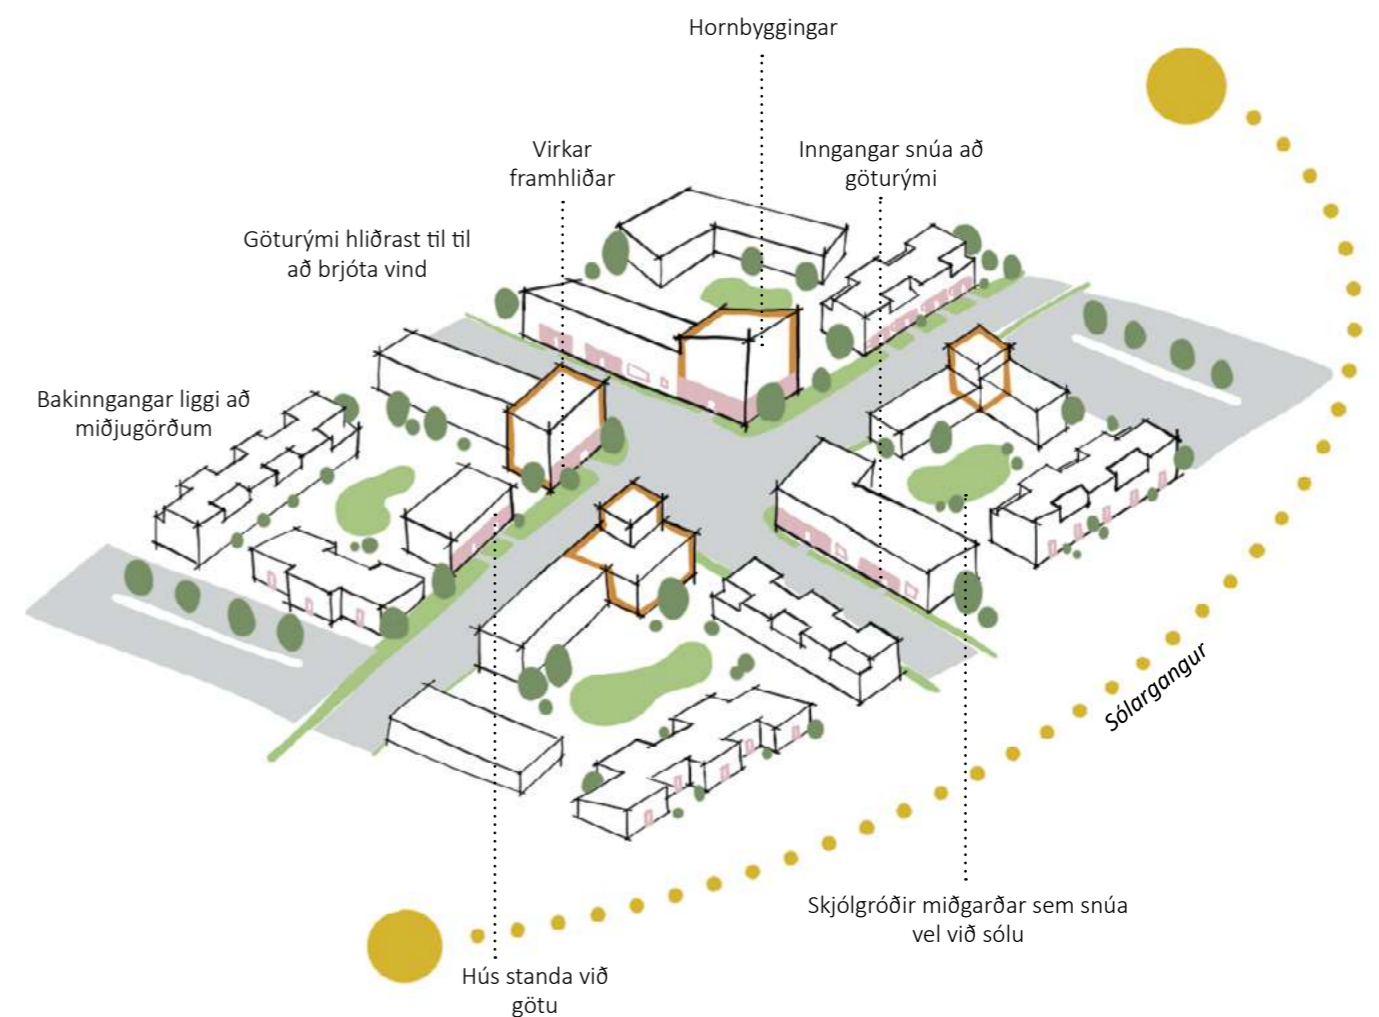 Hornbyggingar
Virkar
framhliðar
Inngangar snúa að
göturými
Göturými hliðrast til til
að brjóta vind
Bakinngangar liggi að
miðjugörðum
Sólargangur
Skjólgróðir miðgarðar sem snúa
vel við sólu
Hús standa við
götu